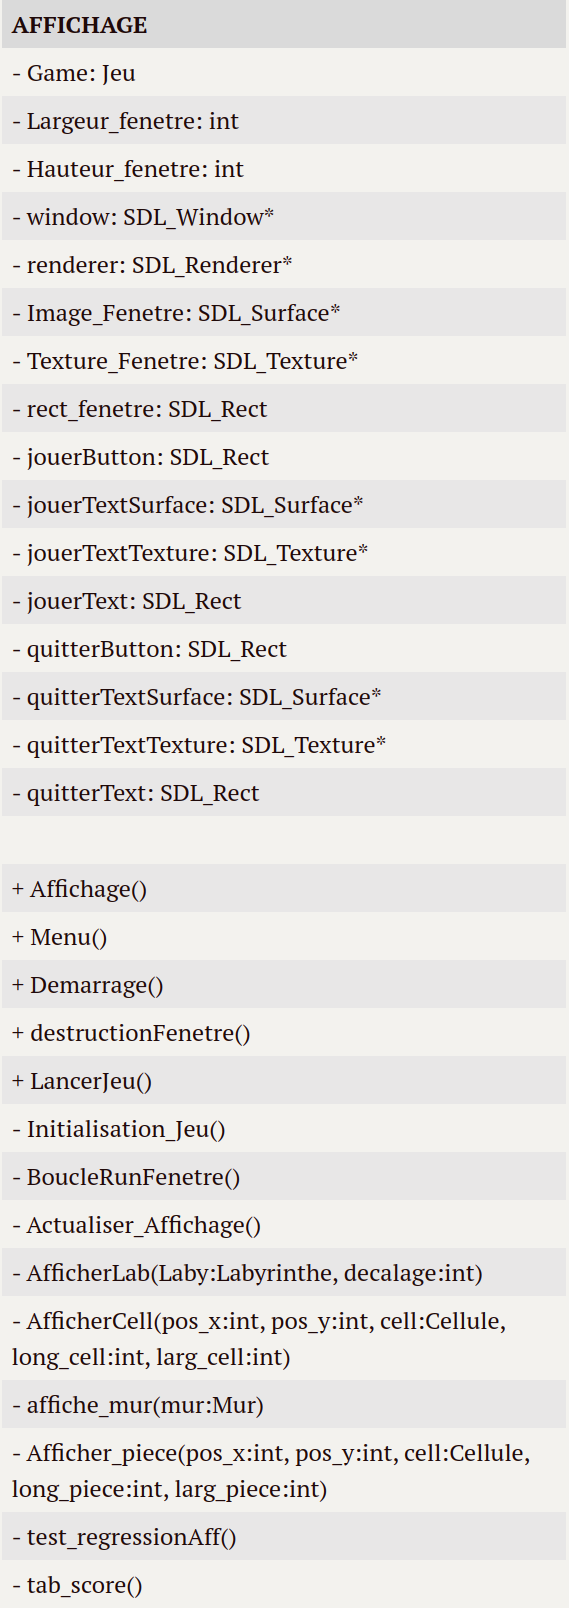 AFFICHAGE
- Game: Jeu
- Largeur_fenetre: int
- Hauteur_fenetre: int
- window: SDL_Window*
- renderer: SDL_Renderer*
- Image_Fenetre: SDL_Surface*
- Texture_Fenetre: SDL_Texture*
- rect_fenetre: SDL_Rect
- jouerButton: SDL_Rect
- jouerTextSurface: SDL_Surface*
- jouerTextTexture: SDL_Texture*
- jouerText: SDL_Rect
- quitterButton: SDL_Rect
- quitterTextSurface: SDL_Surface*
- quitterTextTexture: SDL_Texture*
- quitterText: SDL_Rect
+ Affichage()
+ Menu()
+ Demarrage()
+ destructionFenetre()
+ LancerJeu()
- Initialisation_Jeu()
- BoucleRunFenetre()
- Actualiser_Affichage()
- AfficherLab(Laby:Labyrinthe, decalage:int)
- AfficherCell(pos_x:int, pos_y:int, cell:Cellule,
long_cell:int, larg_cell:int)
- affiche_mur(mur:Mur)
- Afficher_piece(pos_x:int, pos_y:int, cell:Cellule,
long_piece:int, larg_piece:int)
- test_regressionAff()
- tab_score()